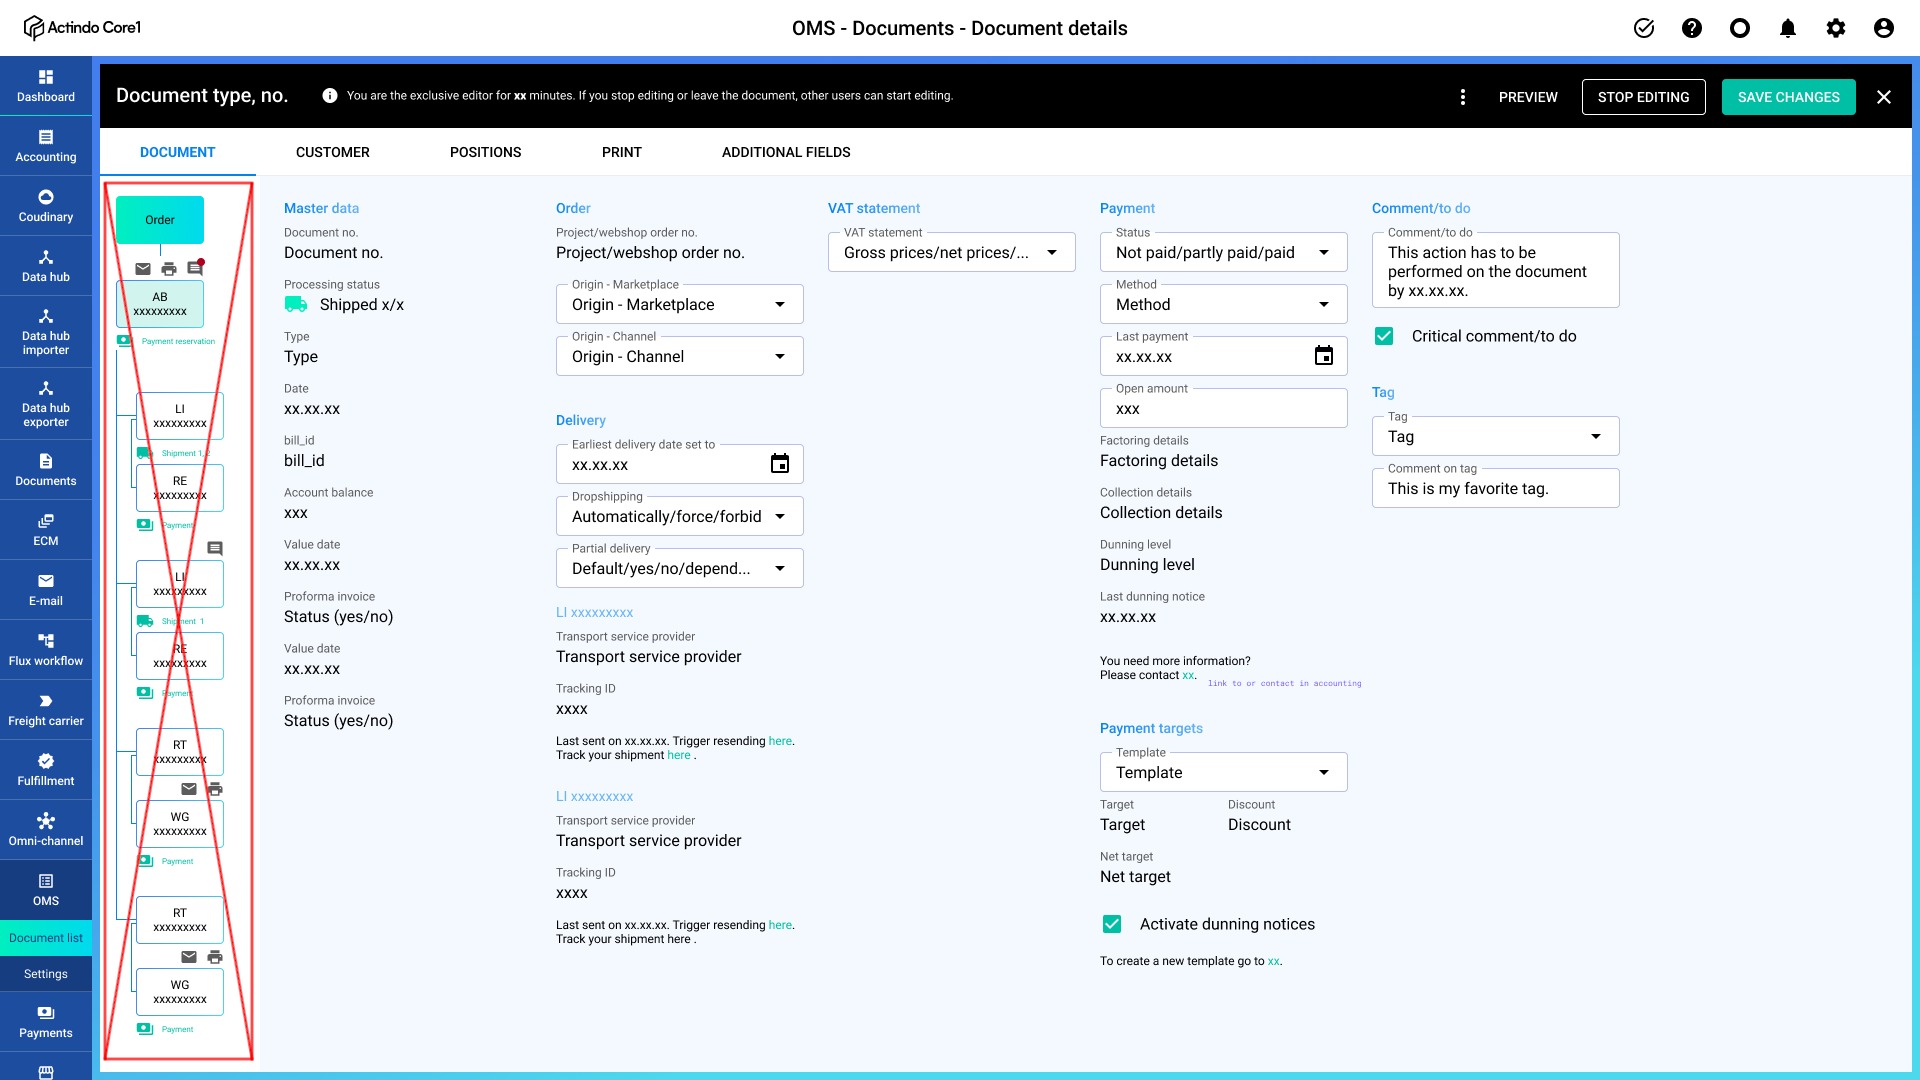 Actindo Core1
OMS - Documents - Document details
Dashboard
Accounting
Coudinary
Data hub
Data hub
importer
Data hub
exporter
Documents
ECM
E-mail
Flux workflow
Freight carrier
Fulfillment
Omni-channel
OMS
Document list
Settings
Payments
Document type, no.
You are the exclusive editor for xx minutes. If you stop editing or leave the document, other users can start editing.
PREVIEW
STOP EDITING
SAVE CHANGES
DOCUMENT
CUSTOMER
POSITIONS
PRINT
ADDITIONAL FIELDS
Order
AB
xxxxxxxxx
Payment reservation
LI
xxxxxxxxx
Shipment 1, 2
RE
xxxxxxxxx
Payment
LI
xxxxxxxxx
Shipment 1
RE
xxxxxxxxx
Payment
RT
xxxxxxxxx
WG
xxxxxxxxx
Payment
RT
xxxxxxxxx
WG
xxxxxxxxx
Payment
Master data
Document no.
Document no.
Processing status
Shipped x/x
Type
Type
Date
xx.xx.xx
bill_id
bill_id
Account balance
xxx
Value date
xx.xx.xx
Proforma invoice
Status (yes/no)
Value date
xx.xx.xx
Proforma invoice
Status (yes/no)
Order
Project/webshop order no.
Project/webshop order no.
Origin - Marketplace
Origin - Marketplace
Origin - Channel
Origin - Channel
Delivery
Earliest delivery date set to
xx.xx.xx
Dropshipping
Automatically/force/forbid
Partial delivery
Default/yes/no/depend...
LI xxxxxxxxx
Transport service provider
Transport service provider
Tracking ID
xxxx
Last sent on xx.xx.xx. Trigger resending here.
Track your shipment here .
LI xxxxxxxxx
Transport service provider
Transport service provider
Tracking ID
xxxx
Last sent on xx.xx.xx. Trigger resending here.
Track your shipment here .
VAT statement
VAT statement
Gross prices/net prices/...
Payment
Status
Not paid/partly paid/paid
Method
Method
Last payment
xx.xx.xx
Open amount
xxx
Factoring details
Factoring details
Collection details
Collection details
Dunning level
Dunning level
Last dunning notice
xx.xx.xx
You need more information?
Please contact xx.
link to or contact in accounting
Payment targets
Template
Template
Target
Discount
Target
Discount
Net target
Net target
Activate dunning notices
To create a new template go to xx.
Comment/to do
Comment/to do
This action has to be
performed on the document
by xx.xx.xx.
Critical comment/to do
Tag
Tag
Tag
Comment on tag
This is my favorite tag.